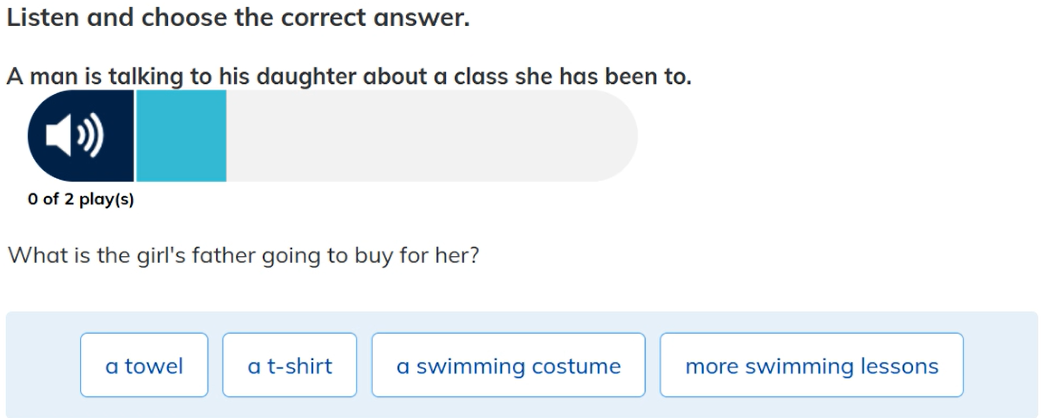 Listen and choose the correct answer.
A man is talking to his daughter about a class she has been to.
0 of 2 play(s)
What is the girl's father going to buy for her?
a towel
a t-shirt
a swimming costume
more swimming lessons